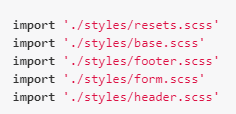 import './styles/resets.scss'
import './styles/base.scss'
import './styles/footer.scss'
import './styles/form.scss'
import './styles/header.scss'